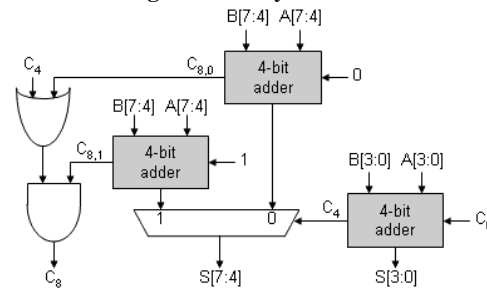 B[7:4] A[7:4]
C4 C8,0 4-bit adder 0
B[7:4] A[7:4]
C8,1 4-bit adder 1
B[3:0] A[3:0]
1 0 C4 4-bit adder
C8 S[7:4] S[3:0]